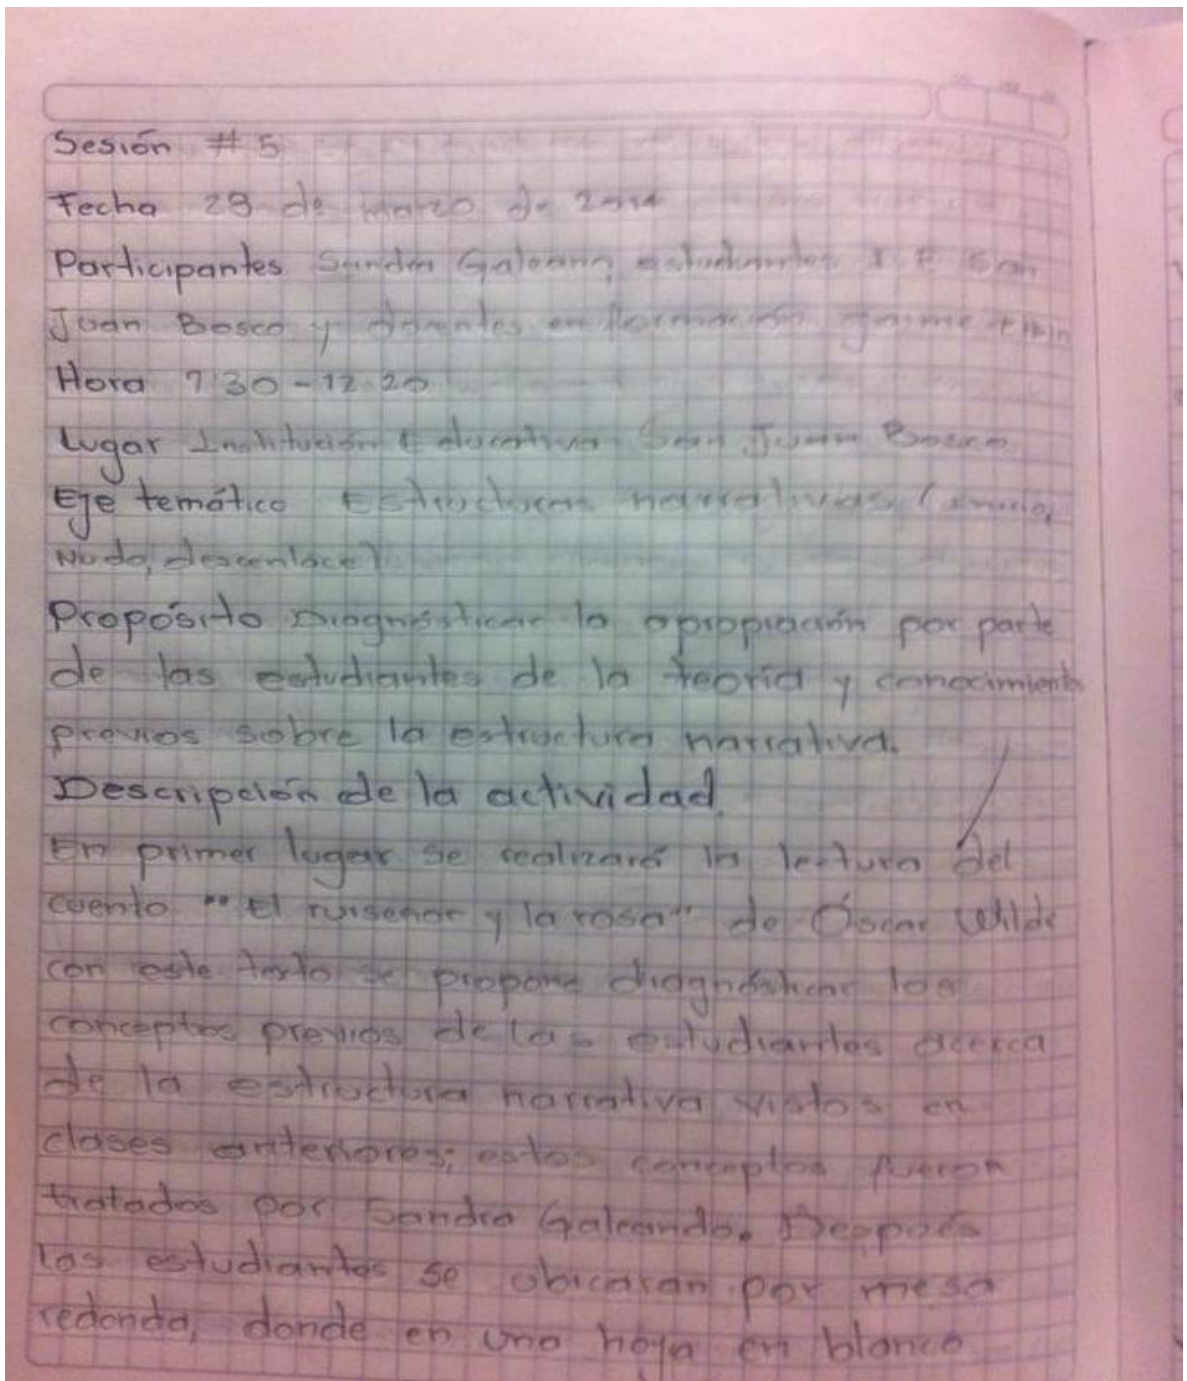 Sesión # 5
Fecha 28 de Marzo de 2014
Participantes Sandra Galeano, estudiantes I.E San
Juan Bosco y docentes en formación
Hora 7:30 - 12:20
Lugar Institución Educativa San Juan Bosco
Eje temático Estructuras narrativas (inicio,
Nudo, desenlace)
Propósito Diagnósticar la apropiación por parte
de las estudiantes de la teoría y conocimientos
previos sobre la estructura narrativa.
Descripción de la actividad.
En primer lugar se realizará la lectura del
cuento "El ruiseñor y la rosa" de Óscar Wilde
con este texto se propone diagnósticar los
conceptos previos de las estudiantes acerca
de la estructura narrativa vistos en
clases anteriores; estos conceptos fueron
tratados por Sandra Galeando. Después
las estudiantes se ubicaran por mesa
redonda, donde en una hoja en blanco